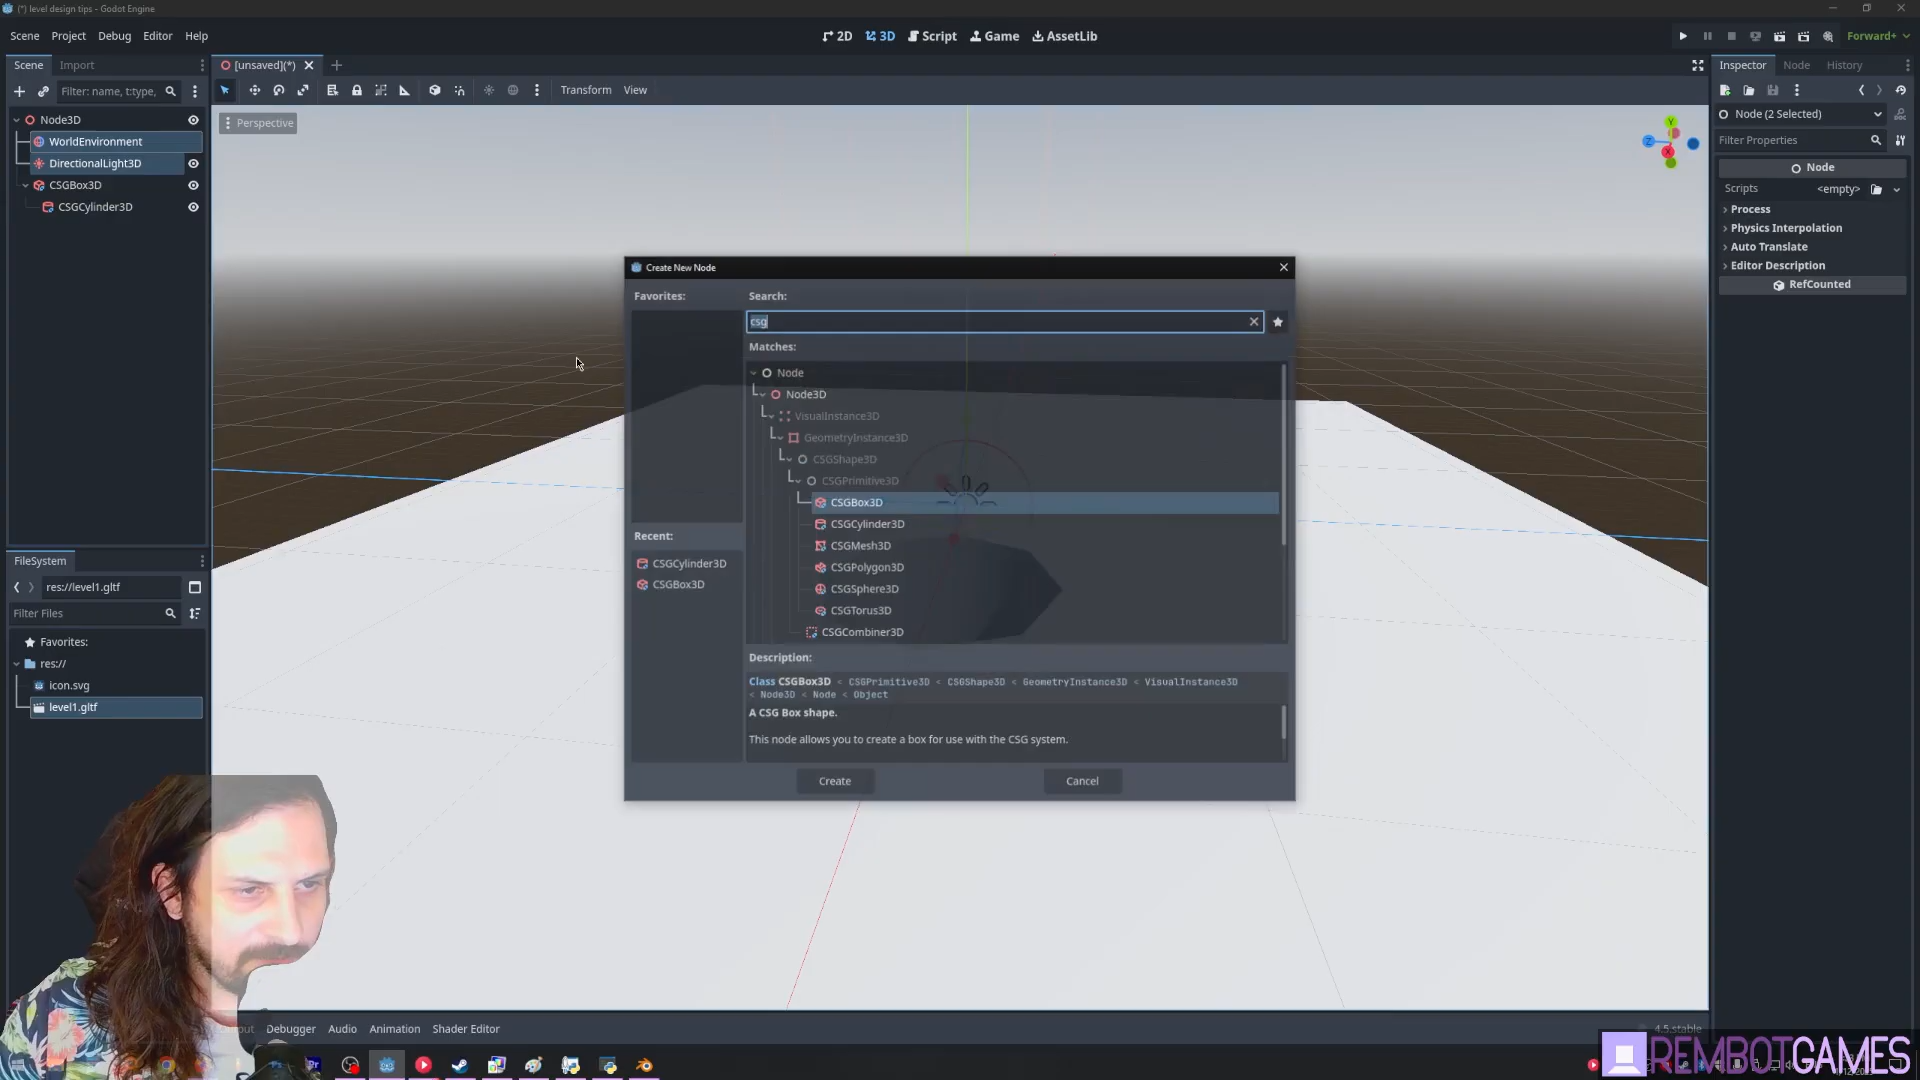 (*) level design tips - Godot Engine
Scene Project Debug Editor Help
2D 3D Script Game AssetLib
Forward+
Scene Import
[unsaved](*)
Inspector Node History
Filter: name, t:type,
Transform View
Node3D
WorldEnvironment
DirectionalLight3D
CSGBox3D
CSGCylinder3D
Perspective
Y
Z
X
Node (2 Selected)
Filter Properties
Node
Scripts <empty>
Process
Physics Interpolation
Auto Translate
Editor Description
RefCounted
Create New Node
Favorites:
Search:
csg
Matches:
Node
Node3D
VisualInstance3D
GeometryInstance3D
CSGShape3D
CSGPrimitive3D
CSGBox3D
CSGCylinder3D
CSGMesh3D
CSGPolygon3D
CSGSphere3D
CSGTorus3D
CSGCombiner3D
Recent:
CSGCylinder3D
CSGBox3D
Description:
Class CSGBox3D < CSGPrimitive3D < CSGShape3D < GeometryInstance3D < VisualInstance3D
< Node3D < Node < Object
A CSG Box shape.
This node allows you to create a box for use with the CSG system.
Create Cancel
FileSystem
res://level1.gltf
Filter Files
Favorites:
res://
icon.svg
level1.gltf
Debugger Audio Animation Shader Editor
4.5.stable
REMBOTGAMES